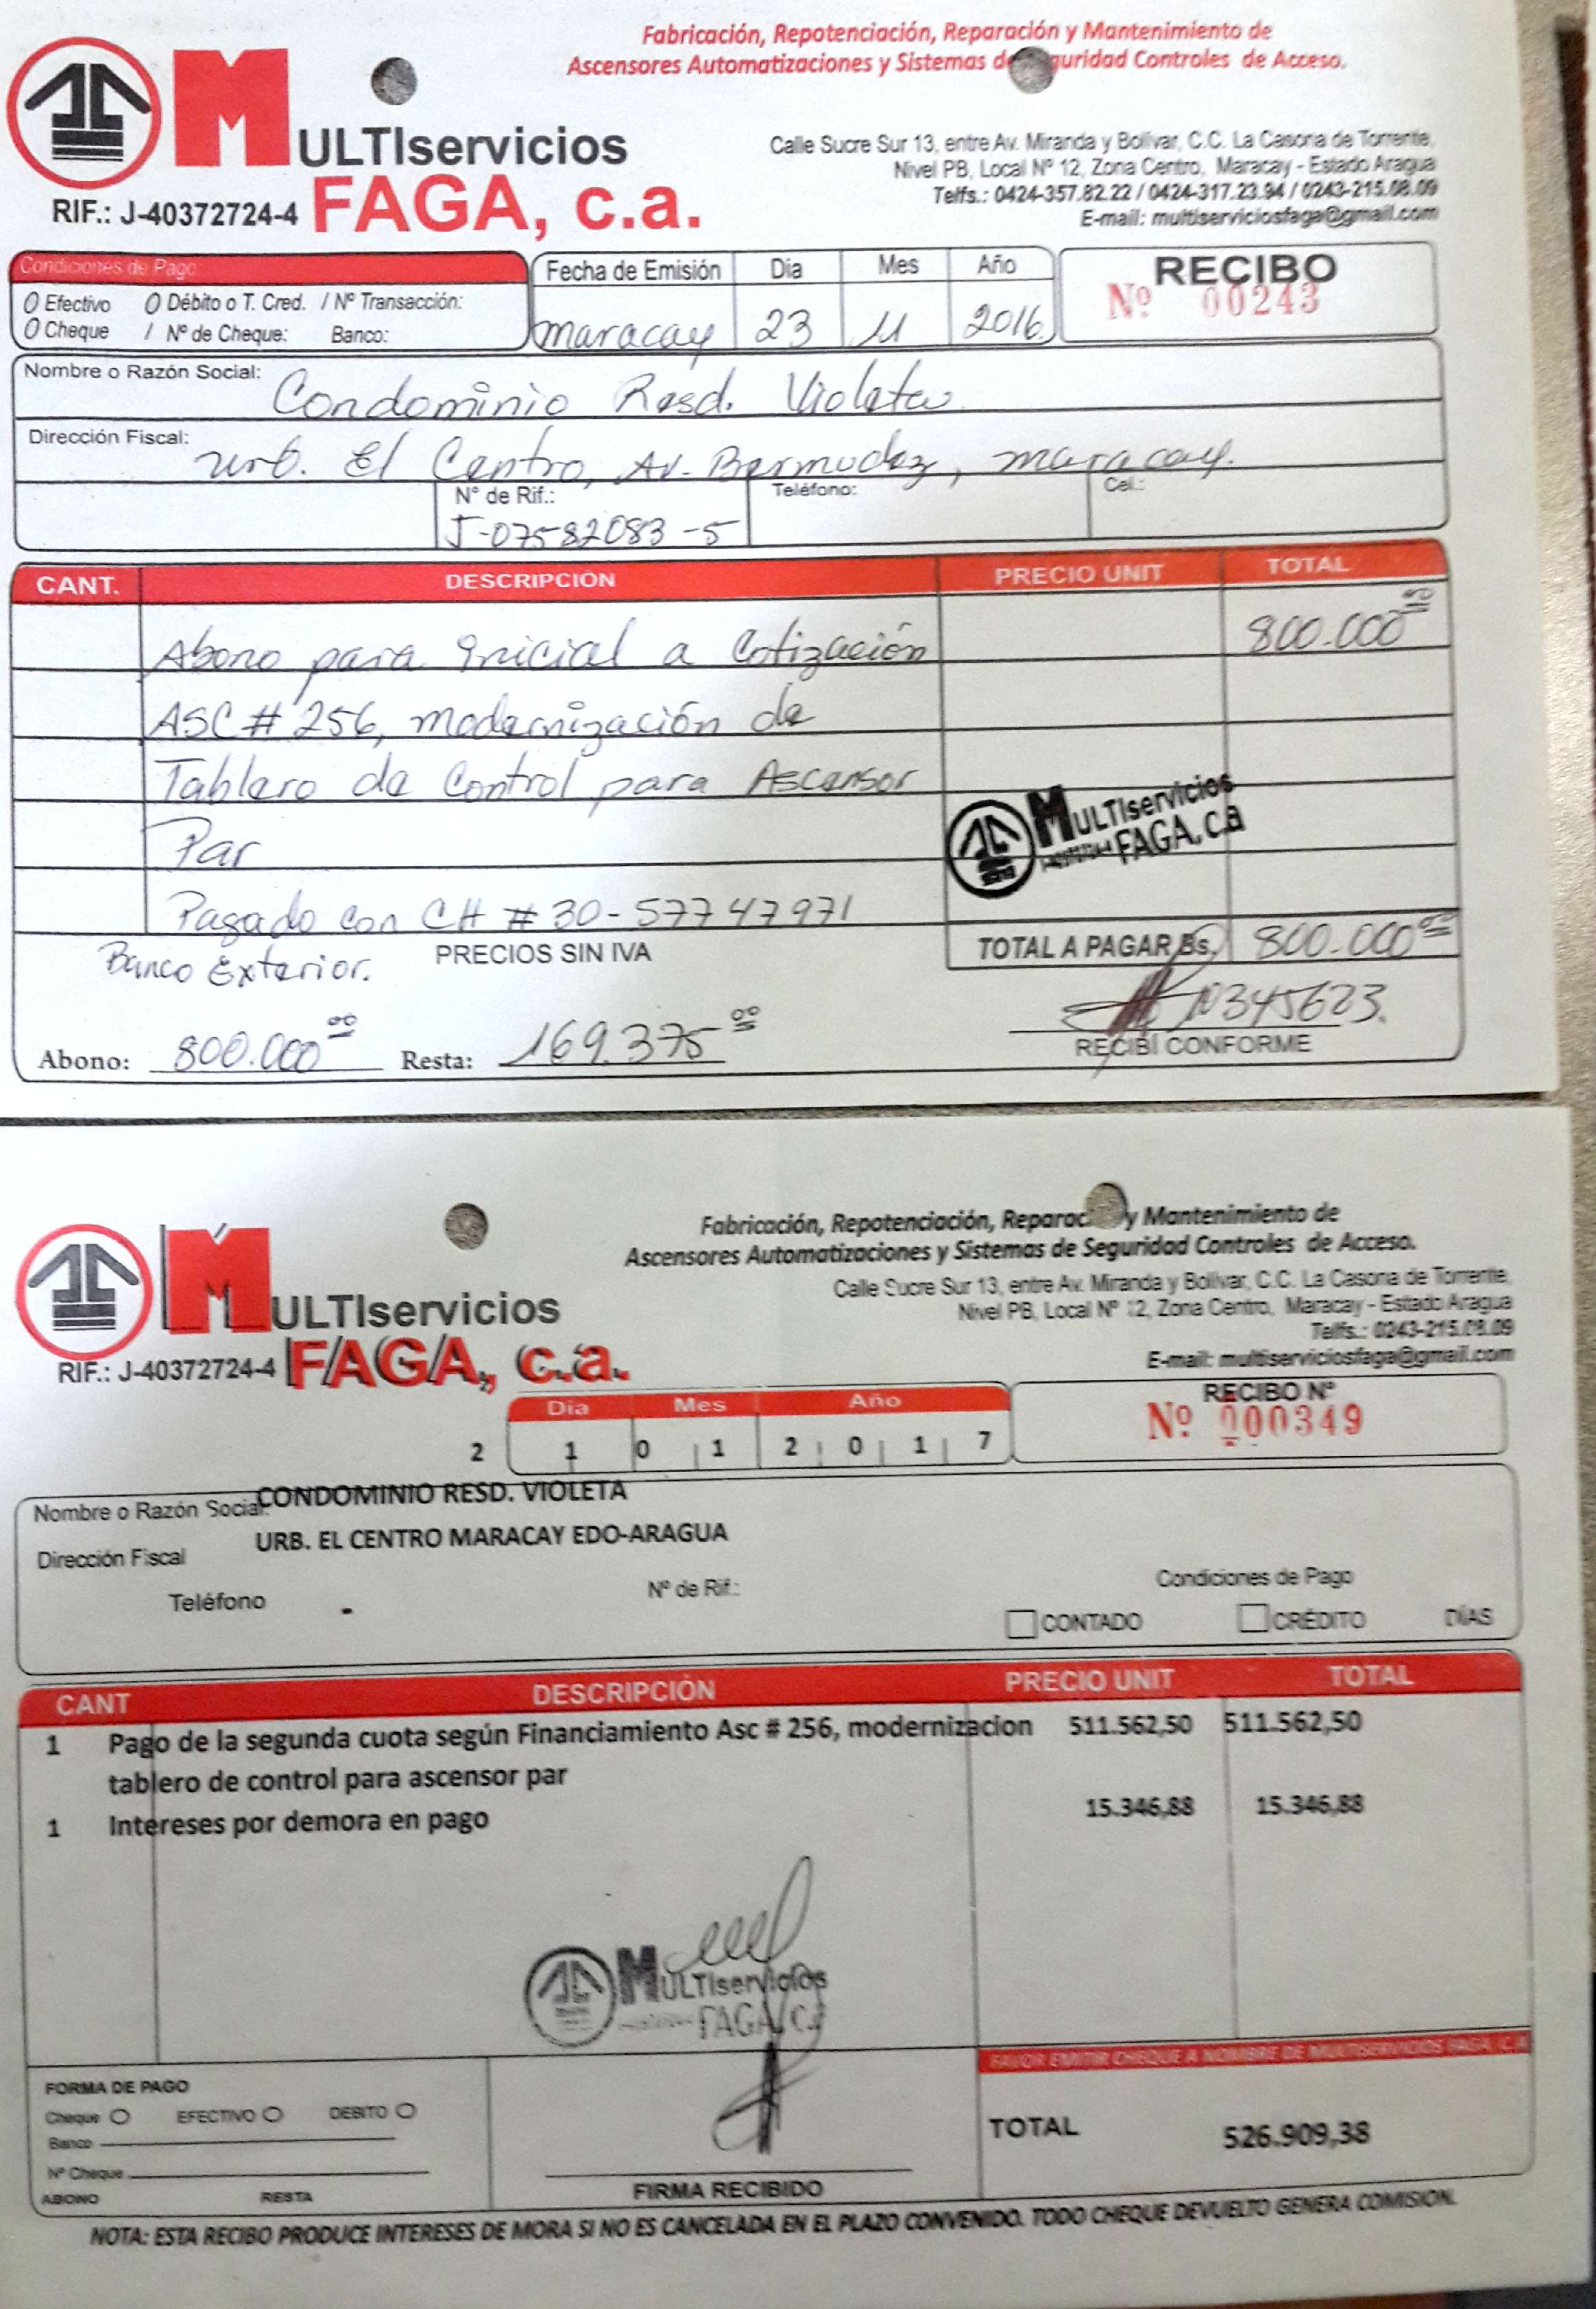 Fabricación, Repotenciación, Reparación y Mantenimiento de
Ascensores Automatizaciones y Sistemas de guridad Controles de Acceso.
MULTIservicios
FAGA, c.a.
RIF.: J-40372724-4
Calle Sucre Sur 13, entre Av. Miranda y Bolívar, C.C. La Casona de Torrente,
Nivel PB, Local Nº 12, Zona Centro, Maracay - Estado Aragua
Telfs.: 0424-357.82.22 / 0424-317.23.94 / 0243-215.08.09
E-mail: multiserviciosfaga@gmail.com
Condiciones de Pago
O Efectivo O Débito o T. Cred. / Nº Transacción:
O Cheque / Nº de Cheque: Banco:
Fecha de Emisión Dia Mes Año
maracay 23 11 2016
RECIBO
Nº 00243
Nombre o Razón Social: Condominio Resd. Violeta
Dirección Fiscal: urb. El Centro, Av. Bermudez, maracay.
N° de Rif.: Teléfono: Cel.:
J-07582083-5
CANT. DESCRIPCIÓN PRECIO UNIT TOTAL
Abono para Inicial a Cotización 800.000
ASC # 256, modernización de
Tablero de Control para Ascensor
Par
MULTIservicios
FAGA, c.a
Pagado con CH # 30-57747971
Banco Exterior. PRECIOS SIN IVA TOTAL A PAGAR Bs. 800.000 00
10345623.
Abono: 800.000 00 Resta: 169.375 00 RECIBÍ CONFORME
Fabricación, Repotenciación, Reparac y Mantenimiento de
Ascensores Automatizaciones y Sistemas de Seguridad Controles de Acceso.
MULTIservicios
FAGA, c.a.
RIF.: J-40372724-4
Calle Sucre Sur 13, entre Av. Miranda y Bolívar, C.C. La Casona de Torrente,
Nivel PB, Local Nº 12, Zona Centro, Maracay - Estado Aragua
Telfs.: 0243-215.08.09
E-mail: multiserviciosfaga@gmail.com
Dia Mes Año
2 1 0 1 2 0 1 7
RECIBO Nº
Nº 000349
Nombre o Razón Social: CONDOMINIO RESD. VIOLETA
Dirección Fiscal URB. EL CENTRO MARACAY EDO-ARAGUA
Teléfono - Nº de Rif.: Condiciones de Pago
CONTADO CRÉDITO DÍAS
CANT DESCRIPCIÓN PRECIO UNIT TOTAL
1 Pago de la segunda cuota según Financiamiento Asc # 256, modernizacion 511.562,50 511.562,50
tablero de control para ascensor par
1 Intereses por demora en pago 15.346,88 15.346,88
MULTIservicios
FAGA, c.a
FAVOR EMITIR CHEQUE A NOMBRE DE MULTISERVICIOS FAGA, C.A
FORMA DE PAGO
Cheque O EFECTIVO O DEBITO O
Banco
Nº Cheque
ABONO RESTA
FIRMA RECIBIDO
TOTAL 526.909,38
NOTA: ESTA RECIBO PRODUCE INTERESES DE MORA SI NO ES CANCELADA EN EL PLAZO CONVENIDO. TODO CHEQUE DEVUELTO GENERA COMISION.